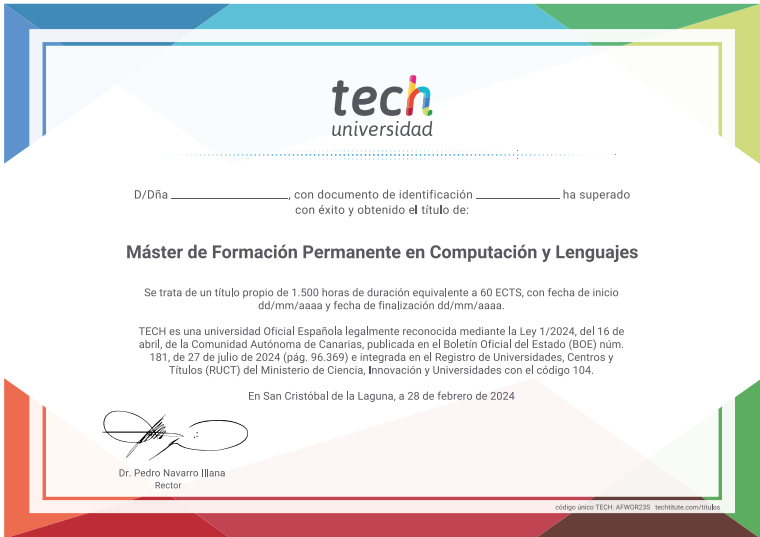 tech
universidad
D/Dña ____________________, con documento de identificación ______________ ha superado
con éxito y obtenido el título de:
Máster de Formación Permanente en Computación y Lenguajes
Se trata de un título propio de 1.500 horas de duración equivalente a 60 ECTS, con fecha de inicio
dd/mm/aaaa y fecha de finalización dd/mm/aaaa.
TECH es una universidad Oficial Española legalmente reconocida mediante la Ley 1/2024, del 16 de
abril, de la Comunidad Autónoma de Canarias, publicada en el Boletín Oficial del Estado (BOE) núm.
181, de 27 de julio de 2024 (pág. 96.369) e integrada en el Registro de Universidades, Centros y
Títulos (RUCT) del Ministerio de Ciencia, Innovación y Universidades con el código 104.
En San Cristóbal de la Laguna, a 28 de febrero de 2024
Dr. Pedro Navarro Illana
Rector
código único TECH: AFWOR23S techtitute.com/titulos